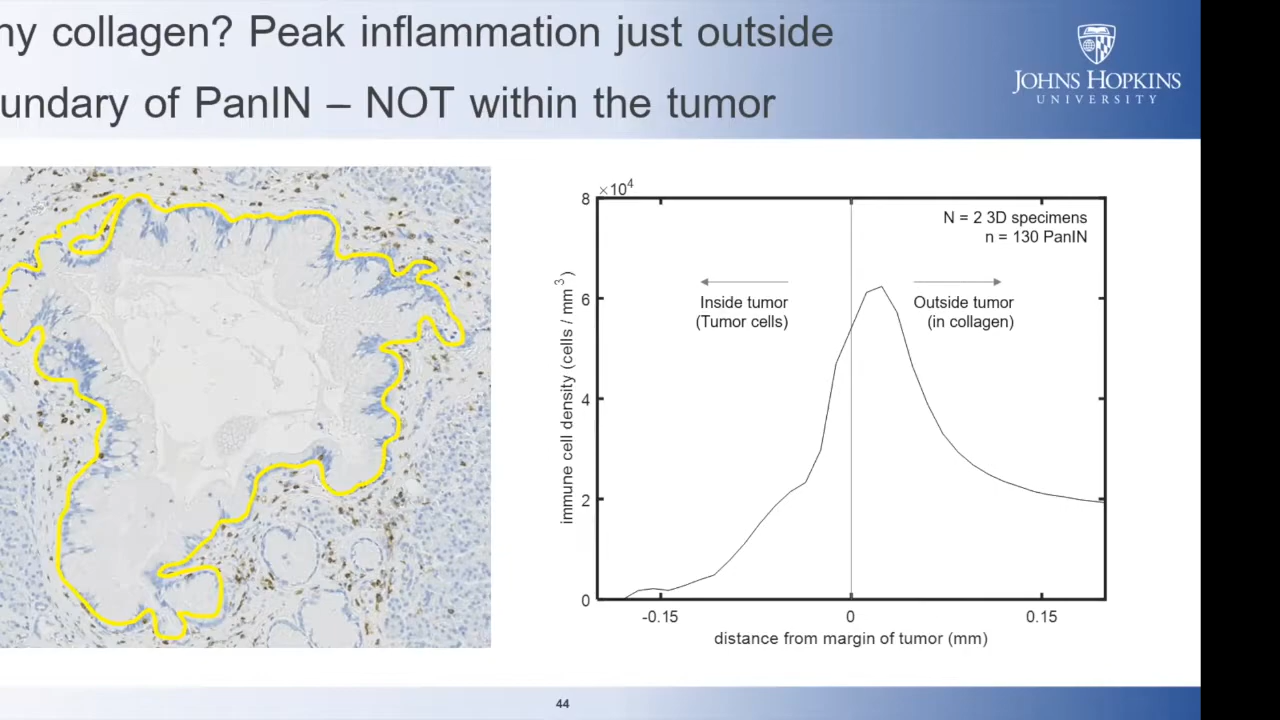 ny collagen? Peak inflammation just outside
undary of PanIN – NOT within the tumor
JOHNS HOPKINS
UNIVERSITY
8 ×10⁴
N = 2 3D specimens
n = 130 PanIN
6
Inside tumor
(Tumor cells)
Outside tumor
(in collagen)
immune cell density (cells / mm³)
4
2
0
-0.15 0 0.15
distance from margin of tumor (mm)
44